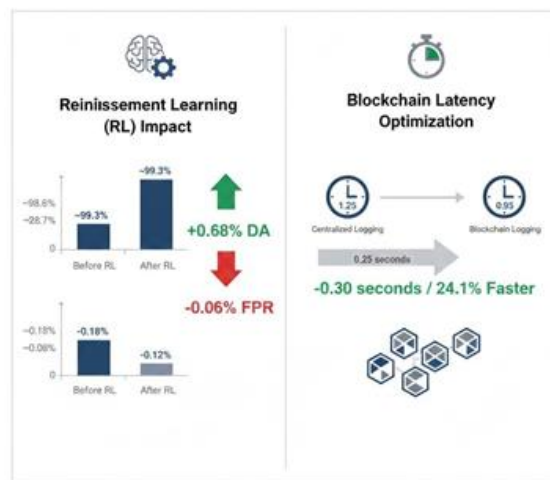 Reiniissement Learning
(RL) Impact
~99.3%
~98.6%
~28.7%
~99.3%
0
Before RL
After RL
+0.68% DA
-0.06% FPR
~0.18%
~0.18%
~0.08%
~0.12%
0
Before RL
After RL
Blockchain Latency
Optimization
1.25
0.95
Centralized Logging
Blockchain Logging
0.25 seconds
-0.30 seconds / 24.1% Faster